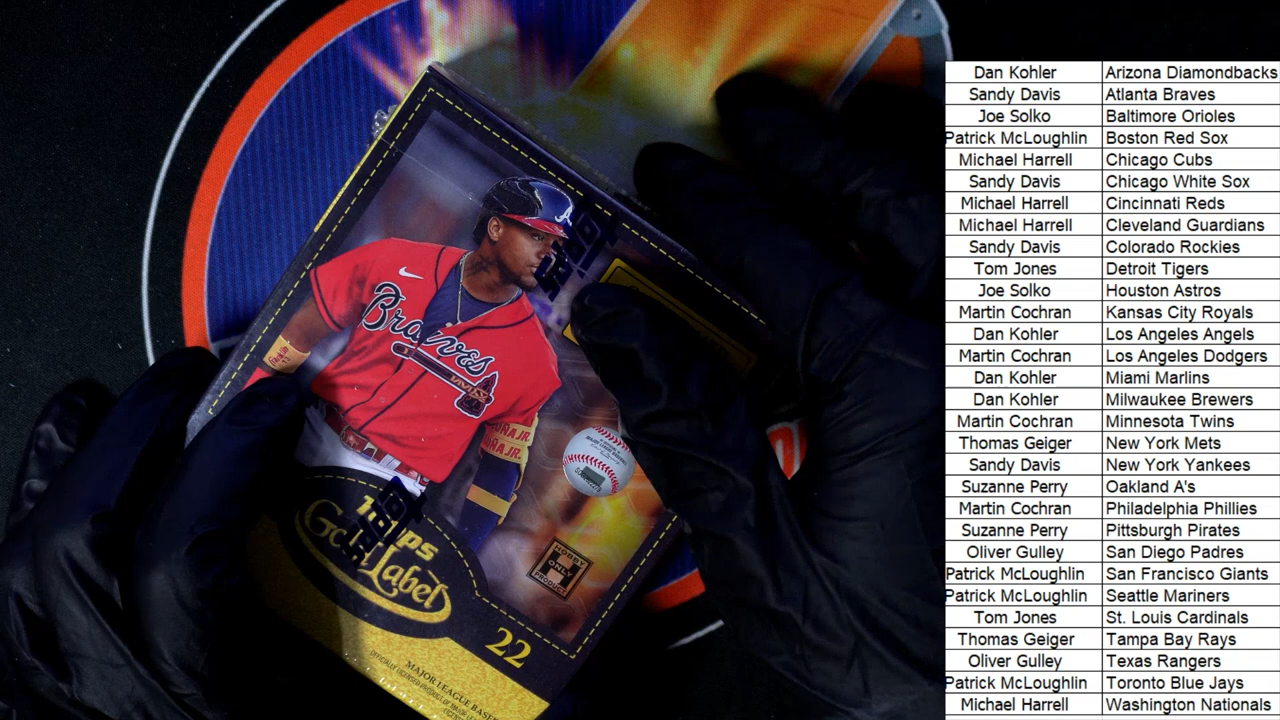 Braves
Topps
Gold Label
HOBBY
ONLY
PRODUCT
22
Dan Kohler Arizona Diamondbacks
Sandy Davis Atlanta Braves
Joe Solko Baltimore Orioles
Patrick McLoughlin Boston Red Sox
Michael Harrell Chicago Cubs
Sandy Davis Chicago White Sox
Michael Harrell Cincinnati Reds
Michael Harrell Cleveland Guardians
Sandy Davis Colorado Rockies
Tom Jones Detroit Tigers
Joe Solko Houston Astros
Martin Cochran Kansas City Royals
Dan Kohler Los Angeles Angels
Martin Cochran Los Angeles Dodgers
Dan Kohler Miami Marlins
Dan Kohler Milwaukee Brewers
Martin Cochran Minnesota Twins
Thomas Geiger New York Mets
Sandy Davis New York Yankees
Suzanne Perry Oakland A's
Martin Cochran Philadelphia Phillies
Suzanne Perry Pittsburgh Pirates
Oliver Gulley San Diego Padres
Patrick McLoughlin San Francisco Giants
Patrick McLoughlin Seattle Mariners
Tom Jones St. Louis Cardinals
Thomas Geiger Tampa Bay Rays
Oliver Gulley Texas Rangers
Patrick McLoughlin Toronto Blue Jays
Michael Harrell Washington Nationals